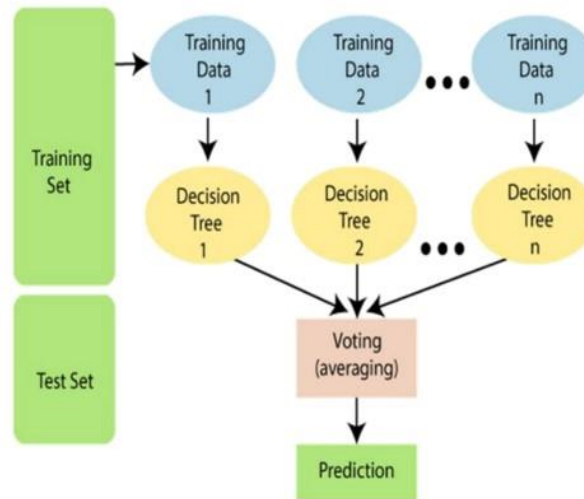 Training
Set
Test Set
Training
Data
1
Training
Data
2
Training
Data
n
Decision
Tree
1
Decision
Tree
2
Decision
Tree
n
Voting
(averaging)
Prediction